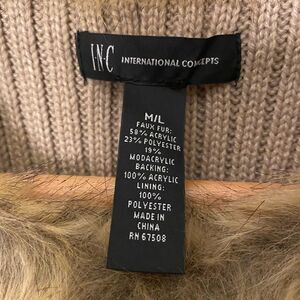 I·N·C INTERNATIONAL CONCEPTS
M/L
FAUX FUR:
58% ACRYLIC
23% POLYESTER
19%
MODACRYLIC
BACKING:
100% ACRYLIC
LINING:
100%
POLYESTER
MADE IN
CHINA
RN 67508